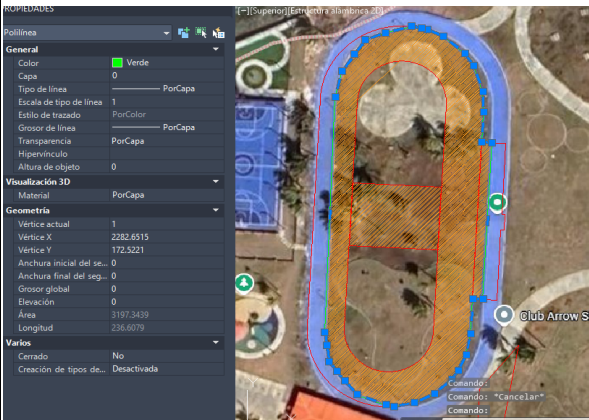 PROPIEDADES
[-][Superior][Estructura alámbrica 2D]
Polilínea
General
Color Verde
Capa 0
Tipo de línea PorCapa
Escala de tipo de línea 1
Estilo de trazado PorColor
Grosor de línea PorCapa
Transparencia PorCapa
Hipervínculo
Altura de objeto 0
Visualización 3D
Material PorCapa
Geometría
Vértice actual 1
Vértice X 2282.6515
Vértice Y 172.5221
Anchura inicial del se... 0
Anchura final del seg... 0
Grosor global 0
Elevación 0
Área 3197.3439
Longitud 236.6079
Varios
Cerrado No
Creación de tipos de... Desactivada
Club Arrow S
Comando:
Comando: *Cancelar*
Comando: